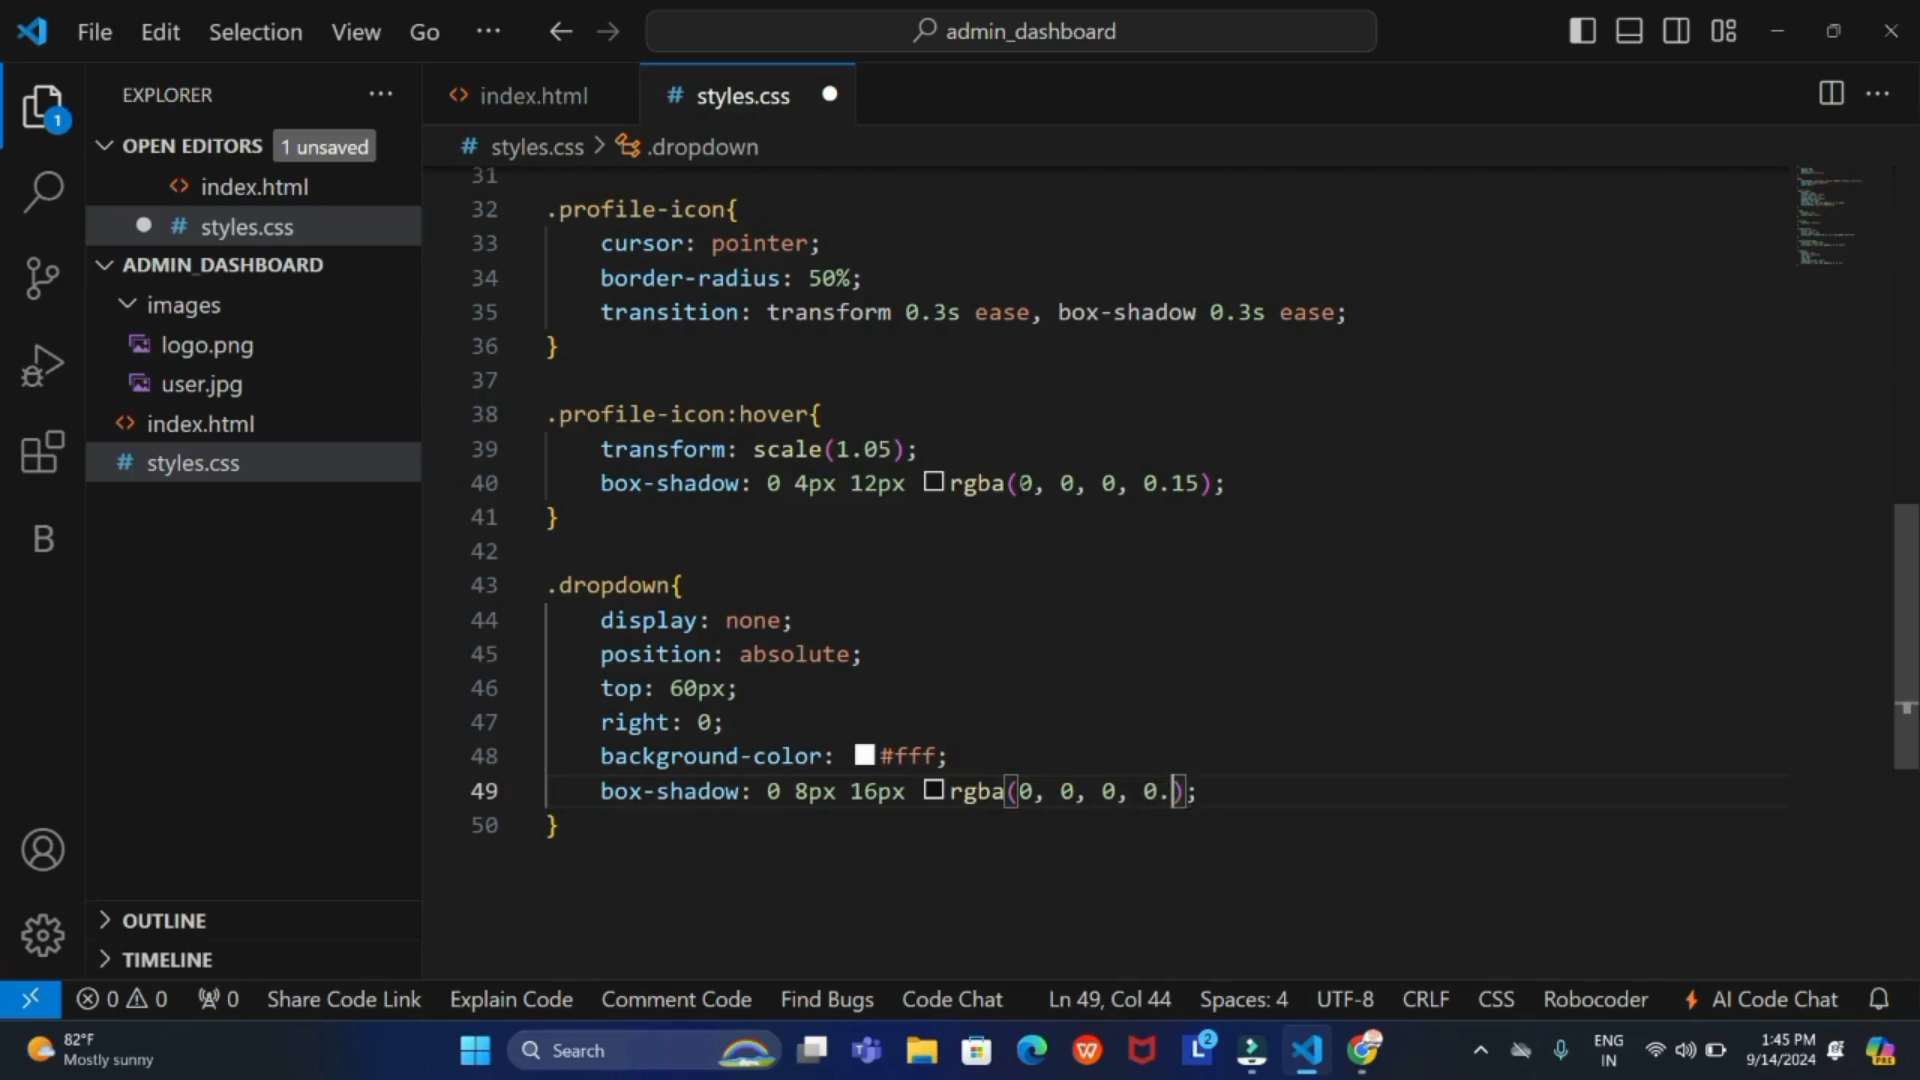 File Edit Selection View Go ··· admin_dashboard
EXPLORER ···
index.html
styles.css
1
OPEN EDITORS 1 unsaved
index.html
styles.css
ADMIN_DASHBOARD
images
logo.png
user.jpg
index.html
styles.css
B
OUTLINE
TIMELINE
styles.css > .dropdown
31
32 .profile-icon{
33 cursor: pointer;
34 border-radius: 50%;
35 transition: transform 0.3s ease, box-shadow 0.3s ease;
36 }
37
38 .profile-icon:hover{
39 transform: scale(1.05);
40 box-shadow: 0 4px 12px rgba(0, 0, 0, 0.15);
41 }
42
43 .dropdown{
44 display: none;
45 position: absolute;
46 top: 60px;
47 right: 0;
48 background-color: #fff;
49 box-shadow: 0 8px 16px rgba(0, 0, 0, 0.);
50 }
0 0 0 Share Code Link Explain Code Comment Code Find Bugs Code Chat Ln 49, Col 44 Spaces: 4 UTF-8 CRLF CSS Robocoder AI Code Chat
82°F
Mostly sunny
Search
L 2
ENG
IN
1:45 PM
9/14/2024
PRE